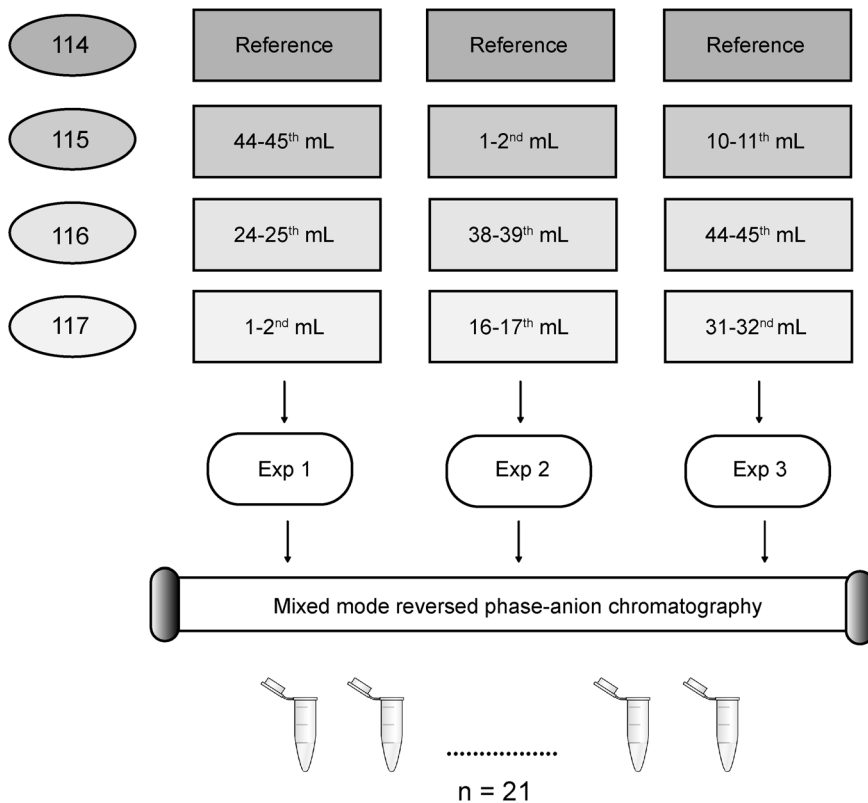 114 Reference Reference Reference
115 44-45th mL 1-2nd mL 10-11th mL
116 24-25th mL 38-39th mL 44-45th mL
117 1-2nd mL 16-17th mL 31-32nd mL
Exp 1 Exp 2 Exp 3
Mixed mode reversed phase-anion chromatography
n = 21